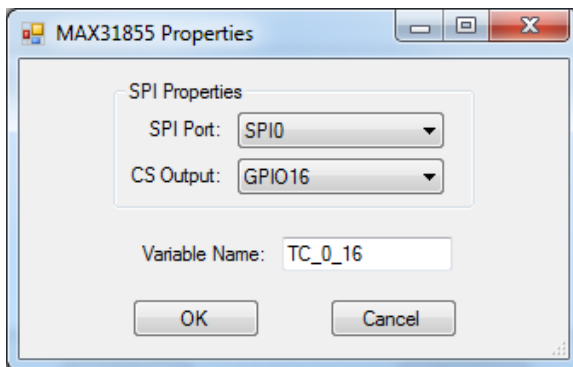 MAX31855 Properties
SPI Properties
SPI Port: SPI0
CS Output: GPIO16
Variable Name: TC_0_16
OK Cancel